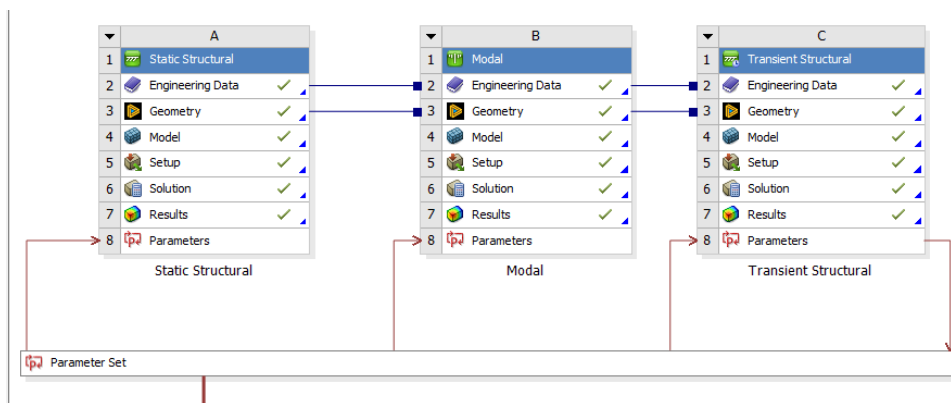 A
1 Static Structural
2 Engineering Data
3 Geometry
4 Model
5 Setup
6 Solution
7 Results
8 Parameters
Static Structural
B
1 Modal
2 Engineering Data
3 Geometry
4 Model
5 Setup
6 Solution
7 Results
8 Parameters
Modal
C
1 Transient Structural
2 Engineering Data
3 Geometry
4 Model
5 Setup
6 Solution
7 Results
8 Parameters
Transient Structural
Parameter Set